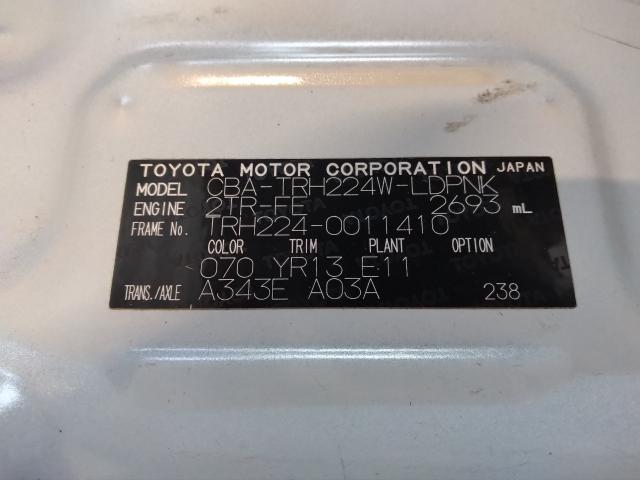 TOYOTA MOTOR CORPORATION JAPAN
MODEL CBA-TRH224W-LDPNK
ENGINE 2TR-FE 2693 mL
FRAME No. TRH224-0011410
COLOR TRIM PLANT OPTION
070 YR13 E11
TRANS./AXLE A343E A03A 238